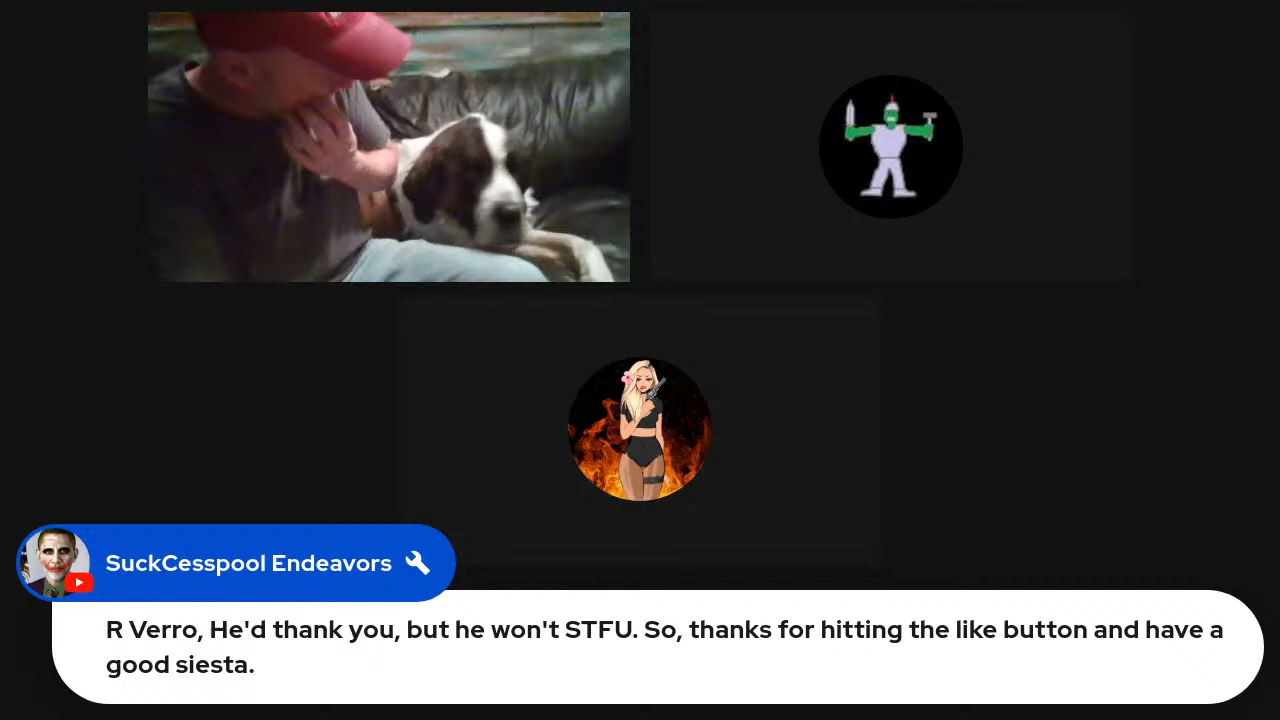 SuckCesspool Endeavors
R Verro, He'd thank you, but he won't STFU. So, thanks for hitting the like button and have a
good siesta.